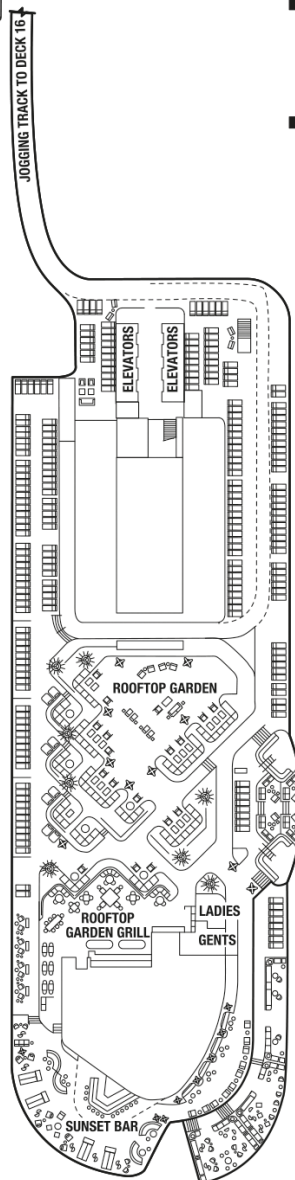 JOGGING TRACK TO DECK 16
ELEVATORS
ELEVATORS
ROOFTOP GARDEN
ROOFTOP
GARDEN GRILL
LADIES
GENTS
SUNSET BAR